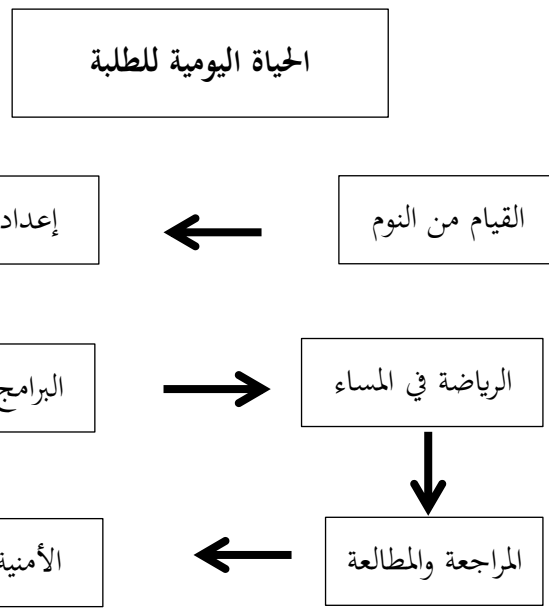 الحياة اليومية للطلبة
القيام من النوم
إعداد
الرياضة في المساء
البرامج
المراجعة والمطالعة
الأمنية